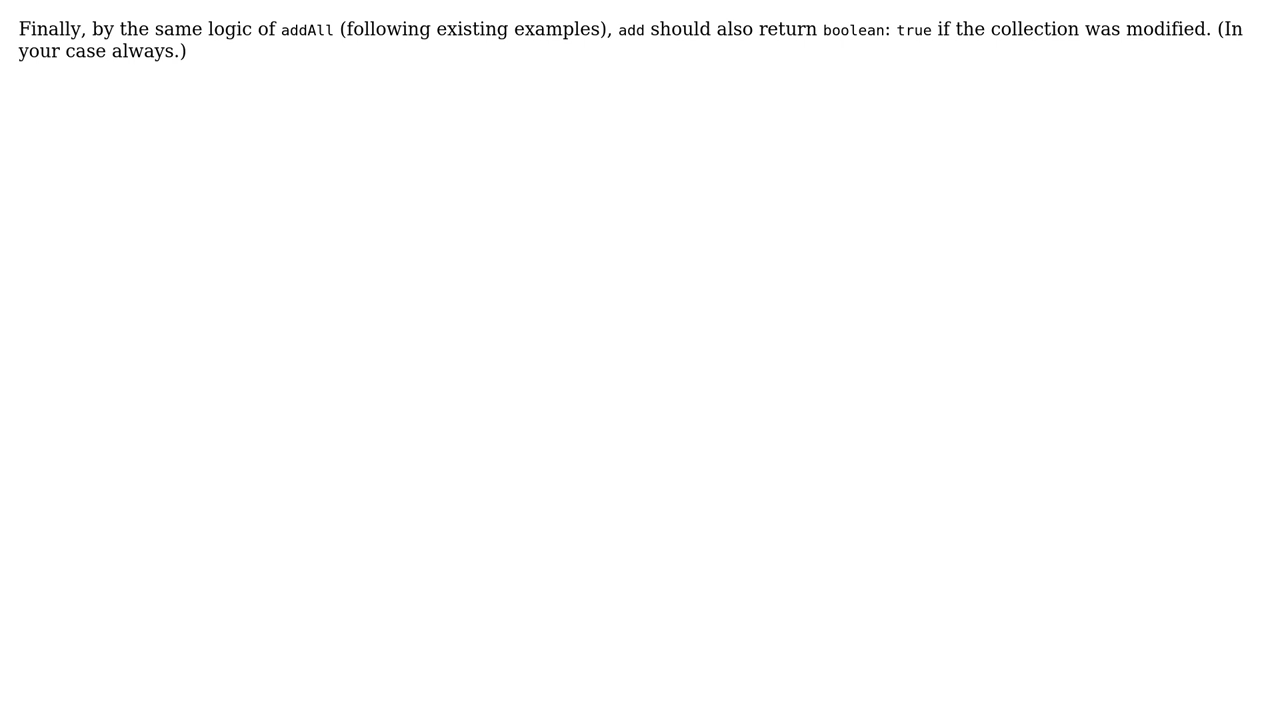 Finally, by the same logic of addAll (following existing examples), add should also return boolean: true if the collection was modified. (In
your case always.)